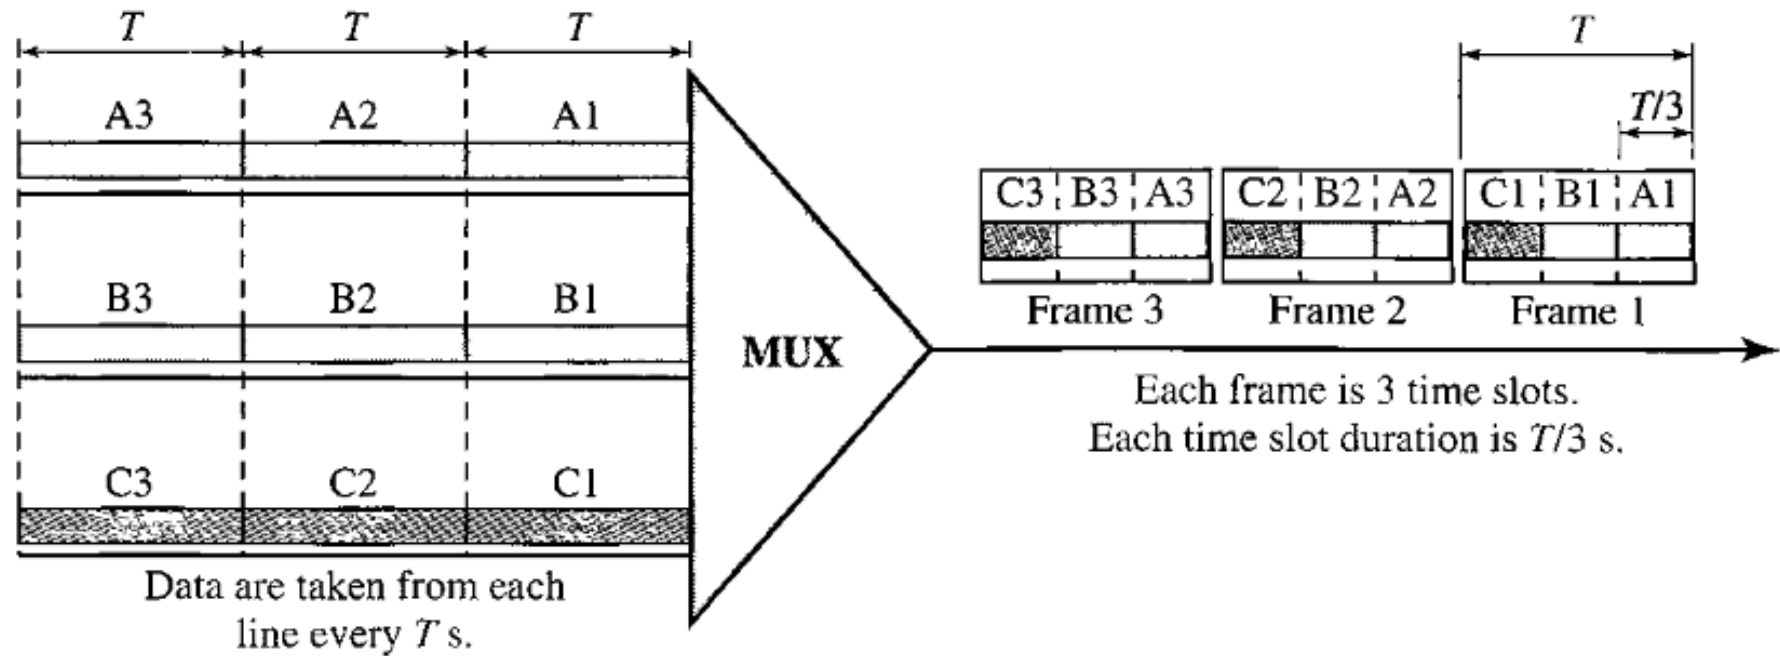 T T T
A3 A2 A1
B3 B2 B1
C3 C2 C1
Data are taken from each
line every T s.
MUX
T
T/3
C3 B3 A3 C2 B2 A2 C1 B1 A1
Frame 3 Frame 2 Frame 1
Each frame is 3 time slots.
Each time slot duration is T/3 s.